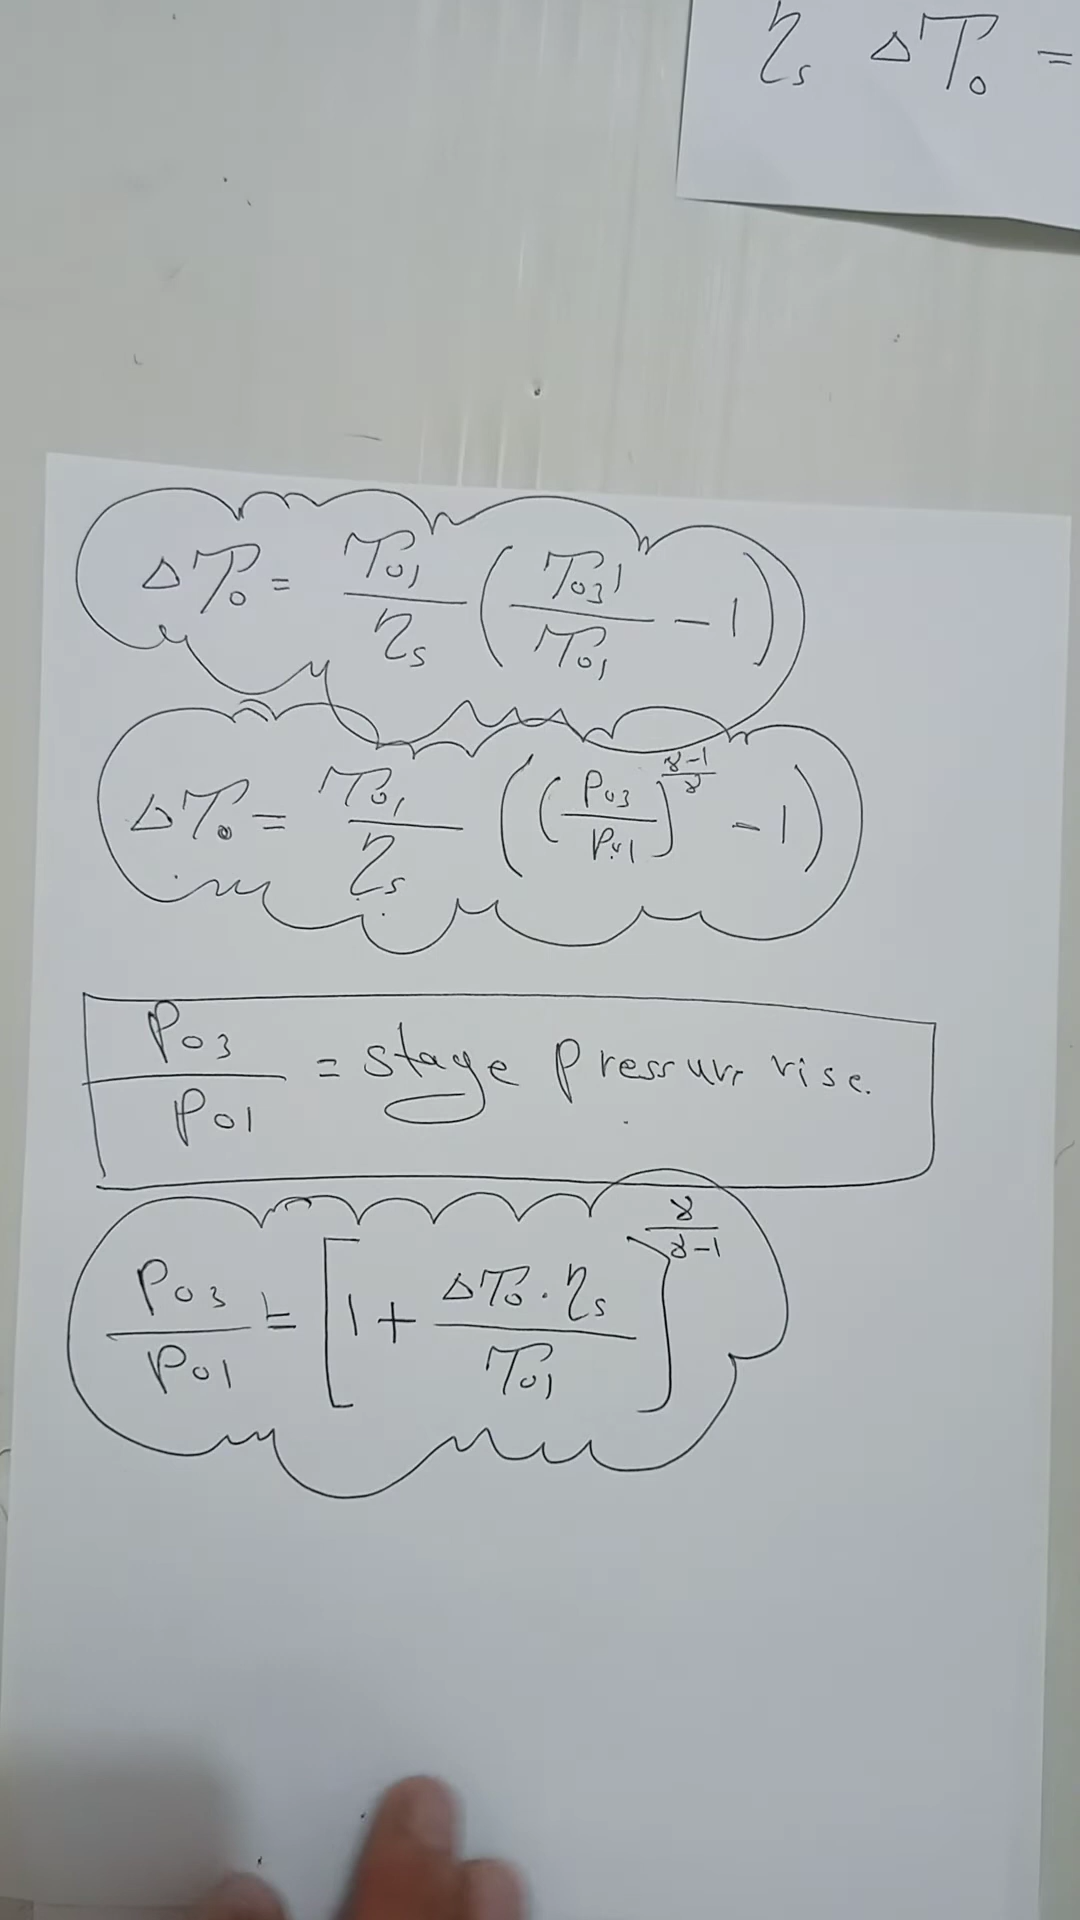 ηs ΔT0 =
ΔT0 = T01/ηs (T03'/T01 - 1)
ΔT0 = T01/ηs ((P03/P01)^(γ-1)/γ - 1)
P03/P01 = stage pressure rise.
P03/P01 = [1 + ΔT0 · ηs/T01]^γ/(γ-1)